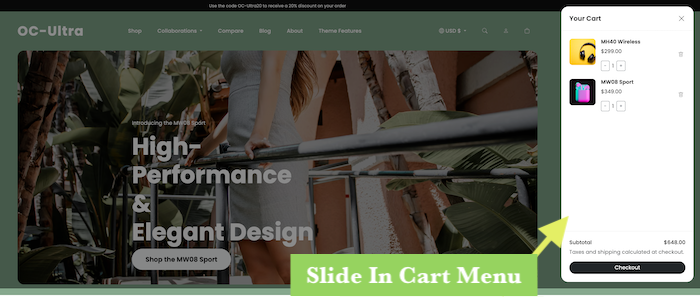 Use the code OC-Ultra20 to receive a 20% discount on your order
OC-Ultra
Shop Collaborations Compare Blog About Theme Features USD $
Introducing the MW08 Sport
High-
Performance
&
Elegant Design
Shop the MW08 Sport
Your Cart
MH40 Wireless
$299.00
- 1 +
MW08 Sport
$349.00
- 1 +
Subtotal $648.00
Taxes and shipping calculated at checkout.
Checkout
Slide In Cart Menu